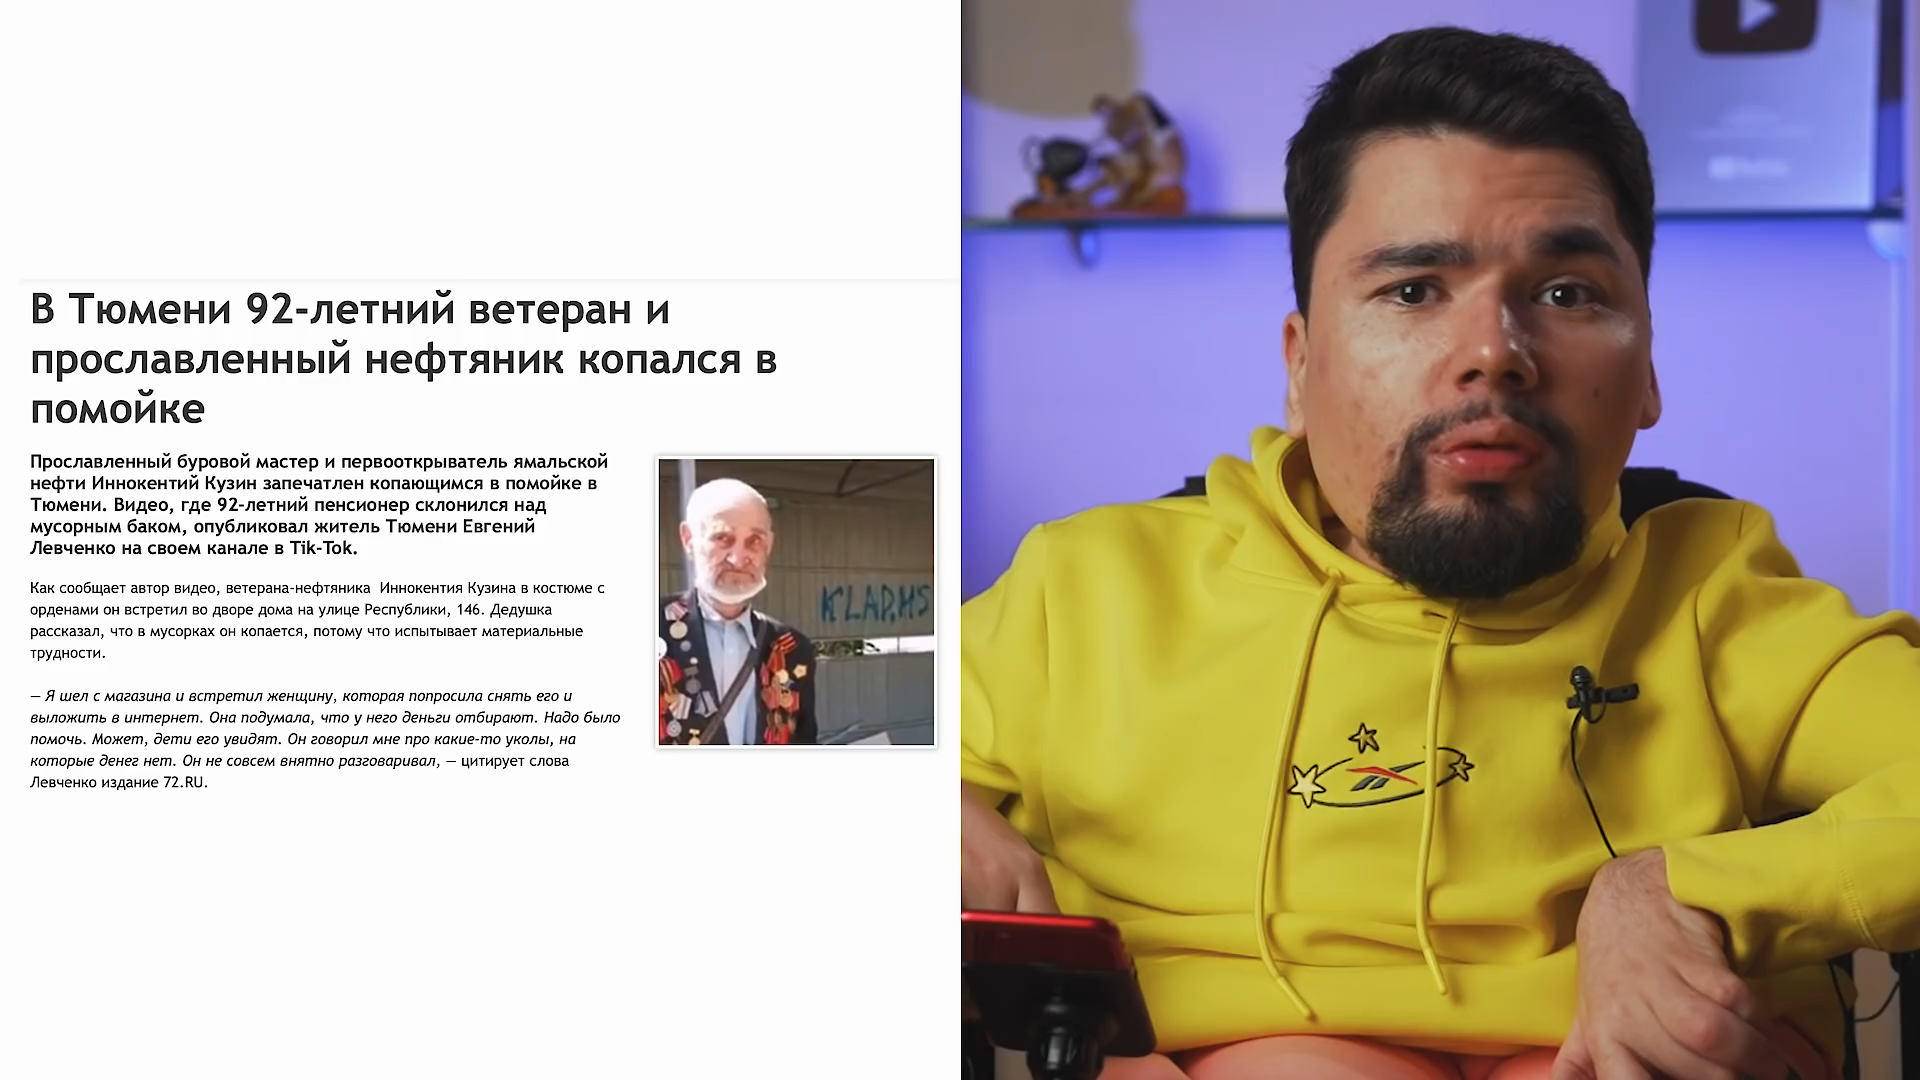 В Тюмени 92-летний ветеран и
прославленный нефтяник копался в
помойке
Прославленный буровой мастер и первооткрыватель ямальской
нефти Иннокентий Кузин запечатлен копающимся в помойке в
Тюмени. Видео, где 92-летний пенсионер склонился над
мусорным баком, опубликовал житель Тюмени Евгений
Левченко на своем канале в Tik-Tok.
Как сообщает автор видео, ветерана-нефтяника Иннокентия Кузина в костюме с
орденами он встретил во дворе дома на улице Республики, 146. Дедушка
рассказал, что в мусорках он копается, потому что испытывает материальные
трудности.
— Я шел с магазина и встретил женщину, которая попросила снять его и
выложить в интернет. Она подумала, что у него деньги отбирают. Надо было
помочь. Может, дети его увидят. Он говорил мне про какие-то уколы, на
которые денег нет. Он не совсем внятно разговаривал, — цитирует слова
Левченко издание 72.RU.